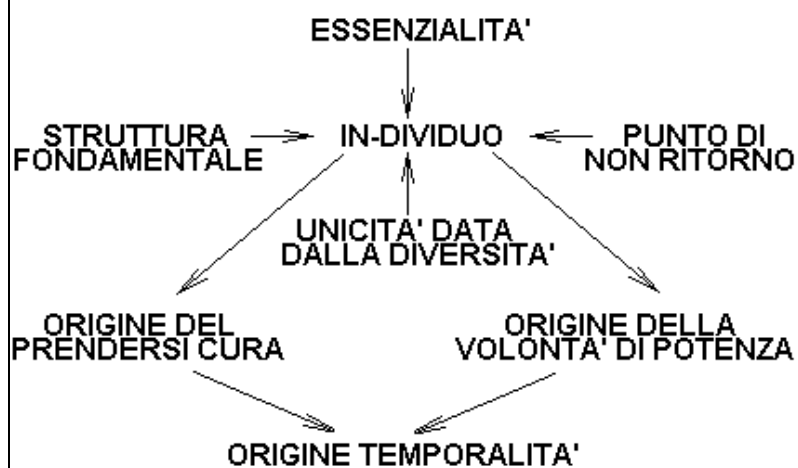 ESSENZIALITA'
STRUTTURA
FONDAMENTALE
IN-DIVIDUO
PUNTO DI
NON RITORNO
UNICITA' DATA
DALLA DIVERSITA'
ORIGINE DEL
PRENDERSI CURA
ORIGINE DELLA
VOLONTA' DI POTENZA
ORIGINE TEMPORALITA'